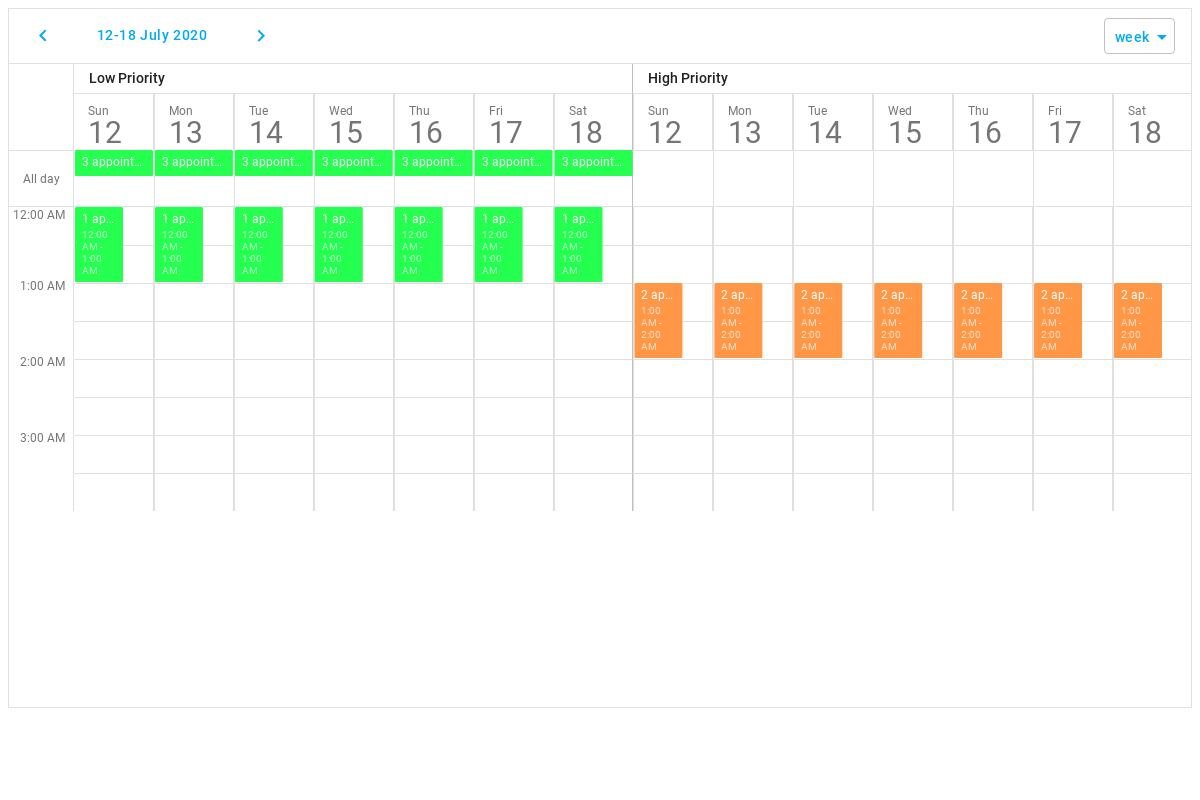 12-18 July 2020
week
Low Priority High Priority
Sun Mon Tue Wed Thu Fri Sat Sun Mon Tue Wed Thu Fri Sat
12 13 14 15 16 17 18 12 13 14 15 16 17 18
All day
3 appoint... 3 appoint... 3 appoint... 3 appoint... 3 appoint... 3 appoint... 3 appoint...
12:00 AM
1 ap... 1 ap... 1 ap... 1 ap... 1 ap... 1 ap... 1 ap...
12:00 12:00 12:00 12:00 12:00 12:00 12:00
AM - AM - AM - AM - AM - AM - AM -
1:00 1:00 1:00 1:00 1:00 1:00 1:00
AM AM AM AM AM AM AM
1:00 AM
2 ap... 2 ap... 2 ap... 2 ap... 2 ap... 2 ap... 2 ap...
1:00 1:00 1:00 1:00 1:00 1:00 1:00
AM - AM - AM - AM - AM - AM - AM -
2:00 2:00 2:00 2:00 2:00 2:00 2:00
AM AM AM AM AM AM AM
2:00 AM
3:00 AM